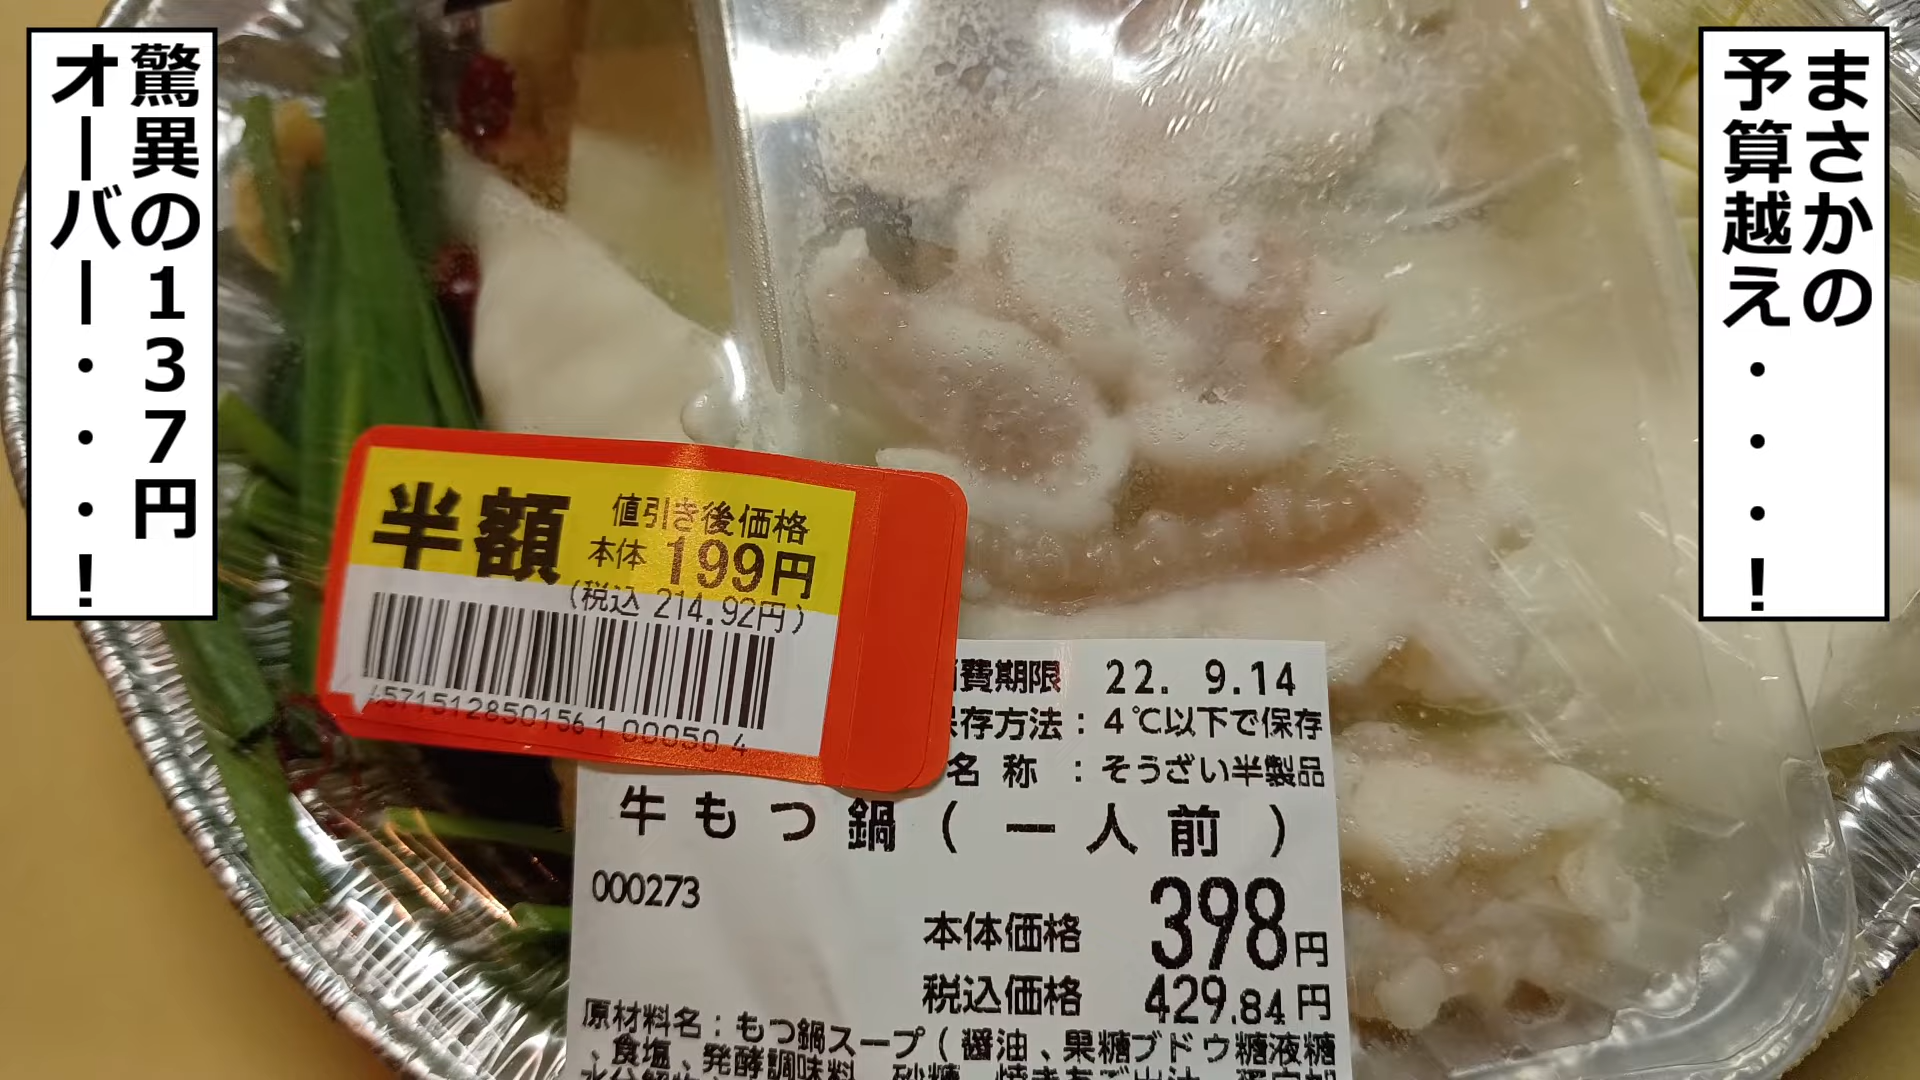 まさかの
予算越え・・・！
驚異の137円
オーバー・・・！
半額
値引き後価格
本体 199円
(税込 214.92円)
4571512850156 1 00050 4
費期限 22. 9.14
存方法：4℃以下で保存
名称：そうざい半製品
牛もつ鍋(一人前)
000273
本体価格 398円
税込価格 429.84円
原材料名：もつ鍋スープ(醤油、果糖ブドウ糖液糖
、食塩、発酵調味料